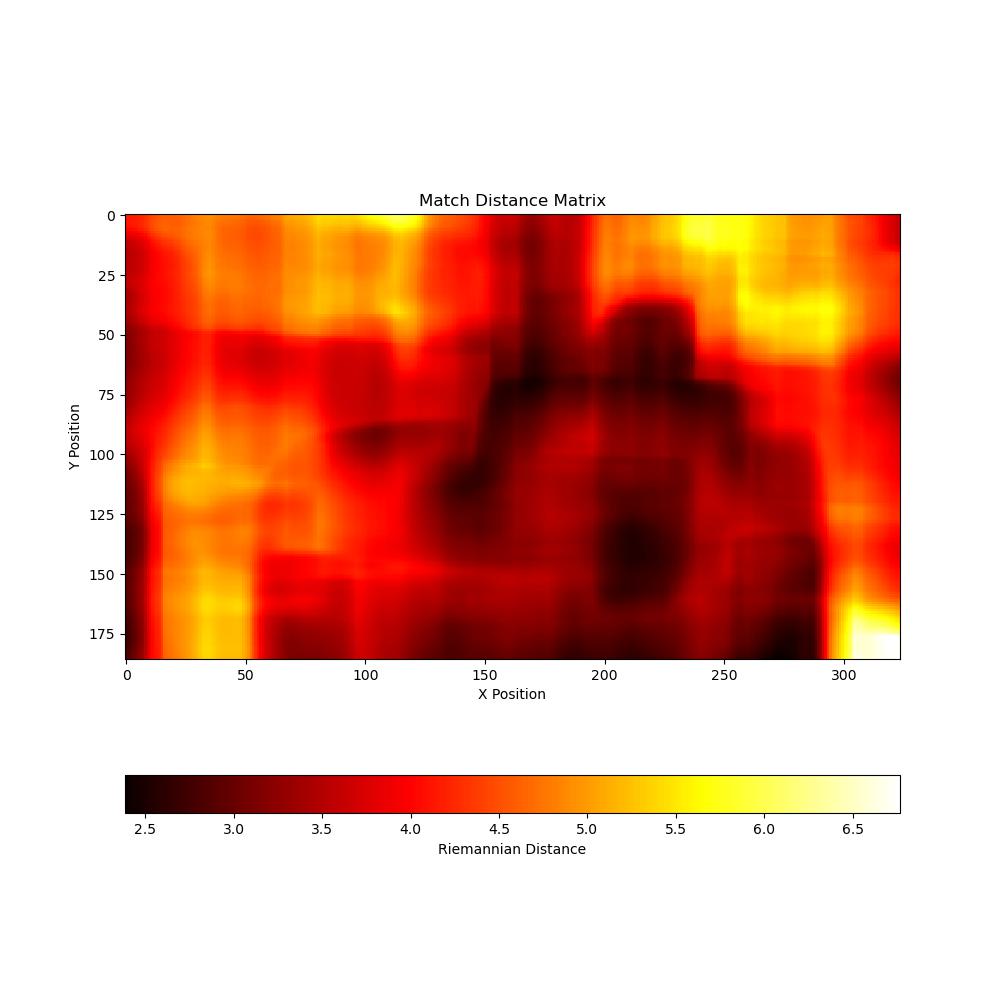 Match Distance Matrix
0
25
50
75
100
125
150
175
Y Position
0 50 100 150 200 250 300
X Position
2.5 3.0 3.5 4.0 4.5 5.0 5.5 6.0 6.5
Riemannian Distance